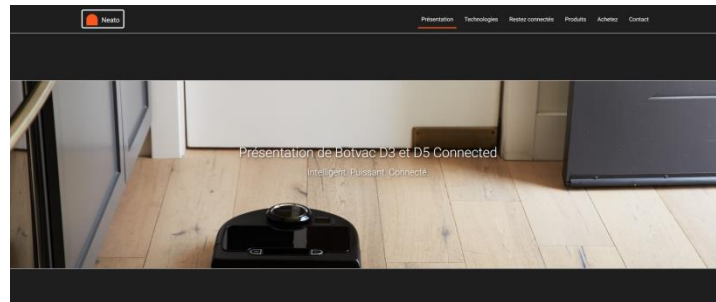 Neato
Présentation Technologies Restez connectés Produits Achetez Contact
Présentation de Botvac D3 et D5 Connected
Intelligent. Puissant. Connecté.